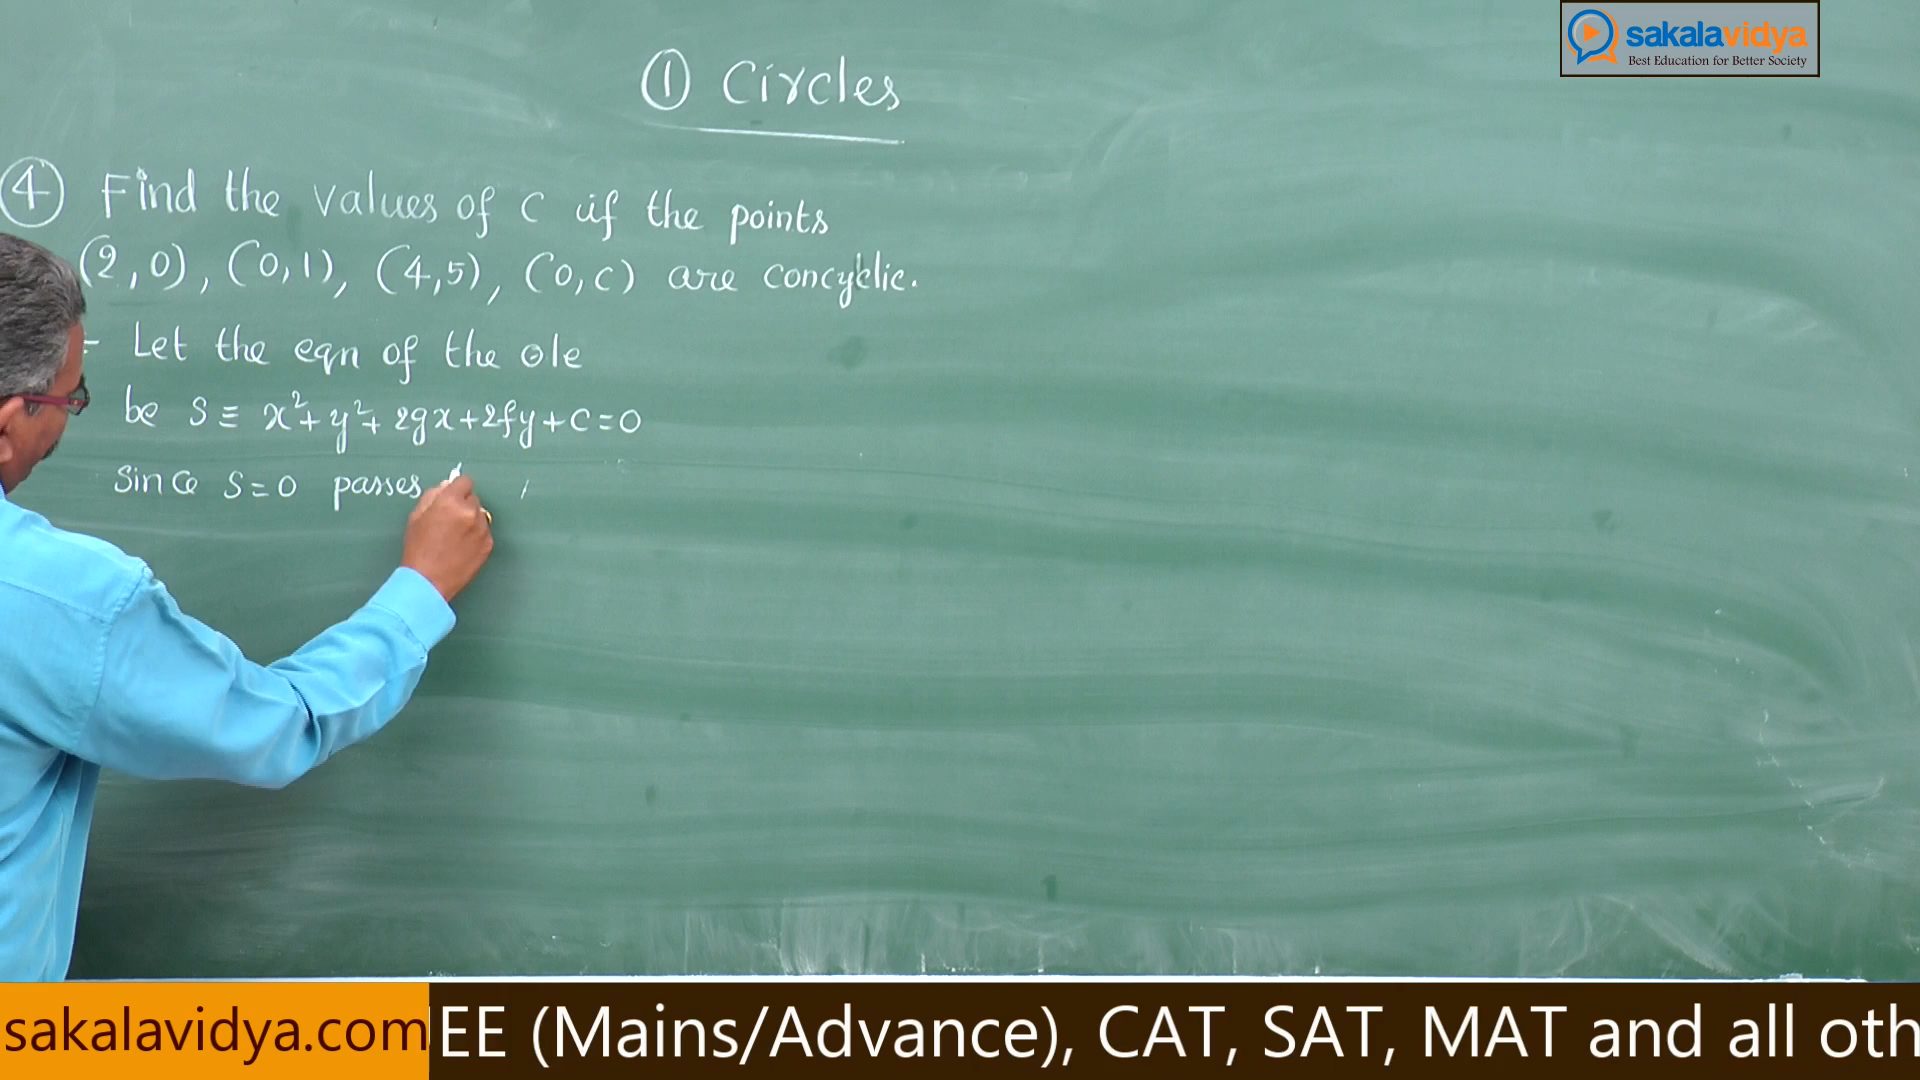 sakalavidya
Best Education for Better Society
① Circles
④ Find the values of c if the points
(2,0), (0,1), (4,5), (0,c) are concyclic.
Let the eqn of the ⊙le
be S ≡ x²+y²+2gx+2fy+c=0
Since S=0 passes
sakalavidya.com EE (Mains/Advance), CAT, SAT, MAT and all oth